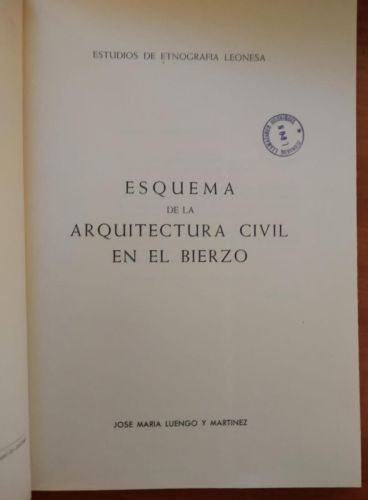 ESTUDIOS DE ETNOGRAFIA LEONESA
ESQUEMA
DE LA
ARQUITECTURA CIVIL
EN EL BIERZO
JOSE MARIA LUENGO Y MARTINEZ